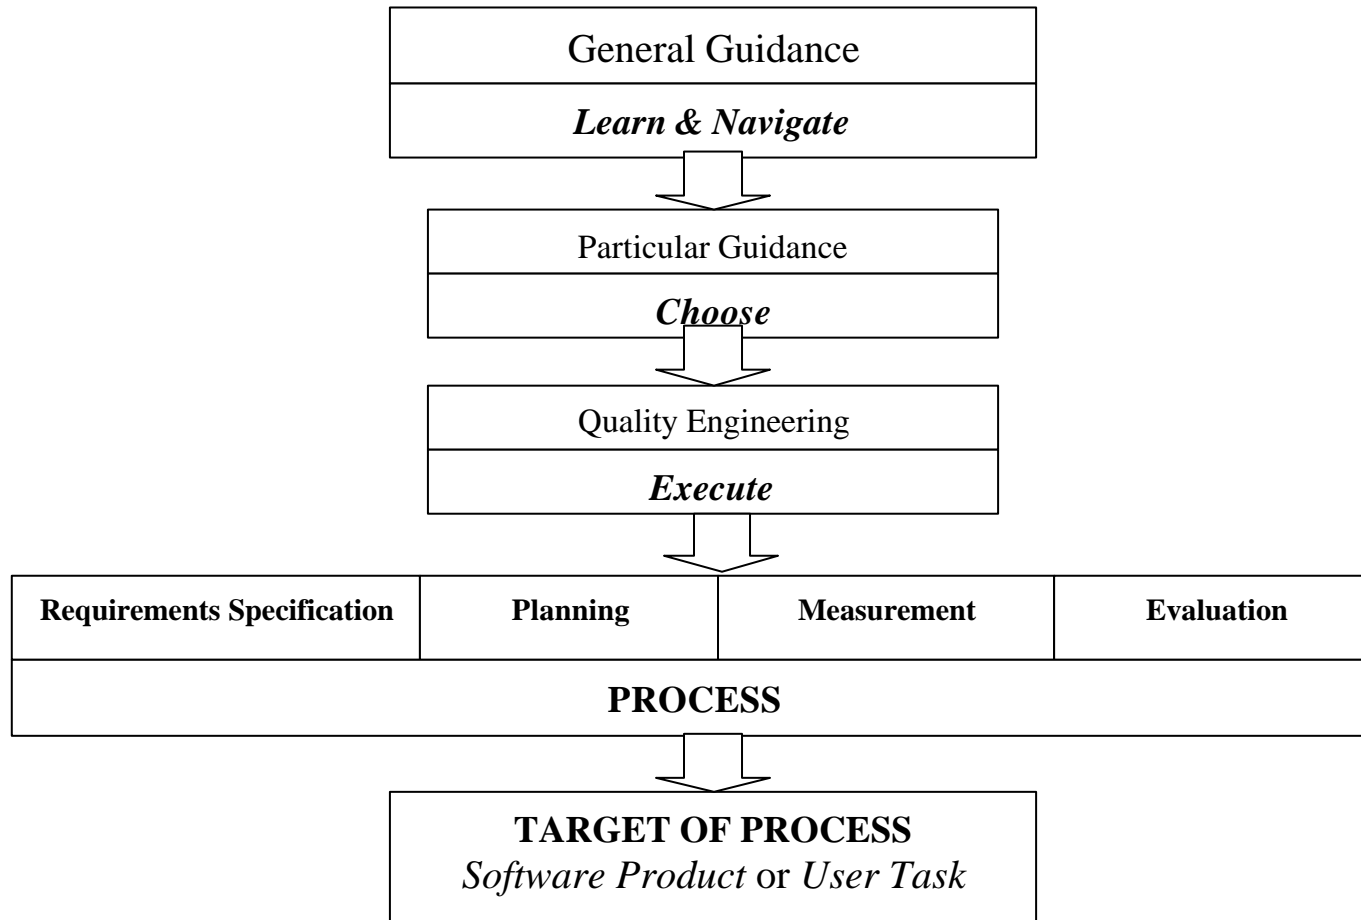 General Guidance
Learn & Navigate
Particular Guidance
Choose
Quality Engineering
Execute
Requirements Specification
Planning
Measurement
Evaluation
PROCESS
TARGET OF PROCESS
Software Product or User Task